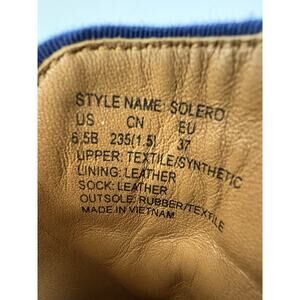 STYLE NAME: SOLERO
US CN EU
6.5B 235(1.5) 37
UPPER: TEXTILE/SYNTHETIC
LINING: LEATHER
SOCK: LEATHER
OUTSOLE: RUBBER/TEXTILE
MADE IN VIETNAM